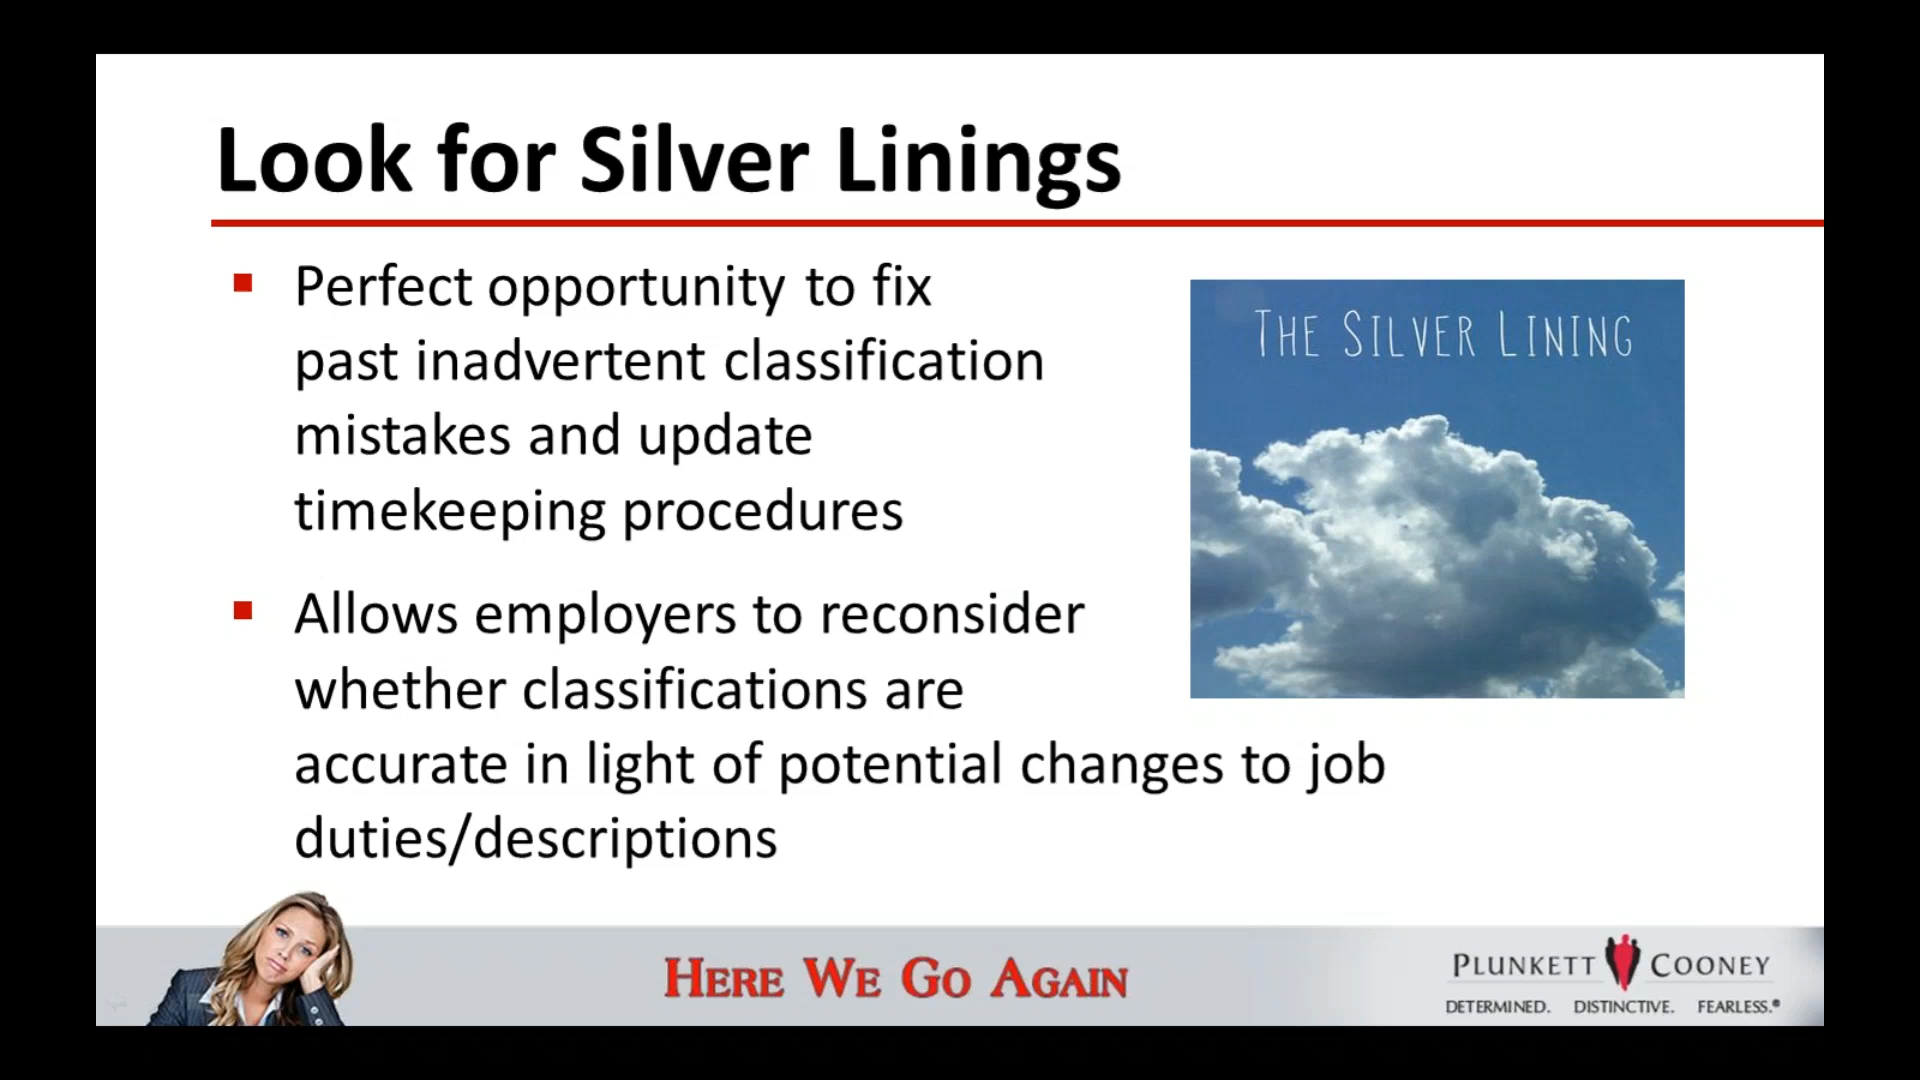 Look for Silver Linings
Perfect opportunity to fix
past inadvertent classification
mistakes and update
timekeeping procedures
THE SILVER LINING
Allows employers to reconsider
whether classifications are
accurate in light of potential changes to job
duties/descriptions
HERE WE GO AGAIN
PLUNKETT COONEY
DETERMINED. DISTINCTIVE. FEARLESS.®